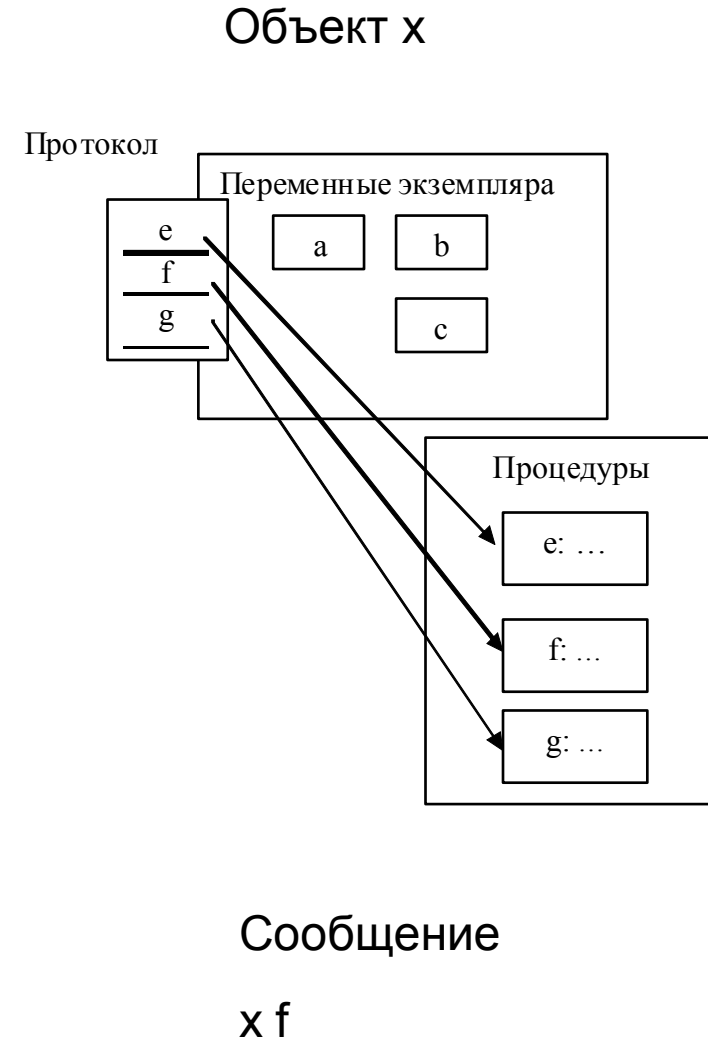 Объект x
Протокол
Переменные экземпляра
e
a
b
f
g
c
Процедуры
e: …
f: …
g: …
Сообщение
x f